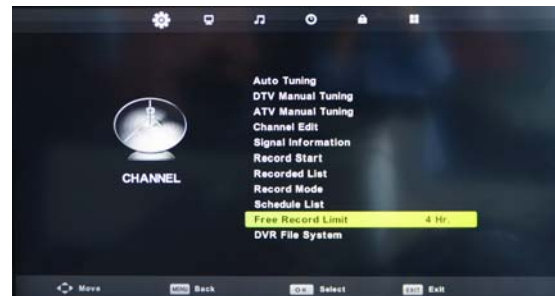 Auto Tuning
DTV Manual Tuning
ATV Manual Tuning
Channel Edit
Signal Information
Record Start
CHANNEL
Recorded List
Record Mode
Schedule List
Free Record Limit 4 Hr.
DVR File System
Move MENU Back OK Select EXIT Exit